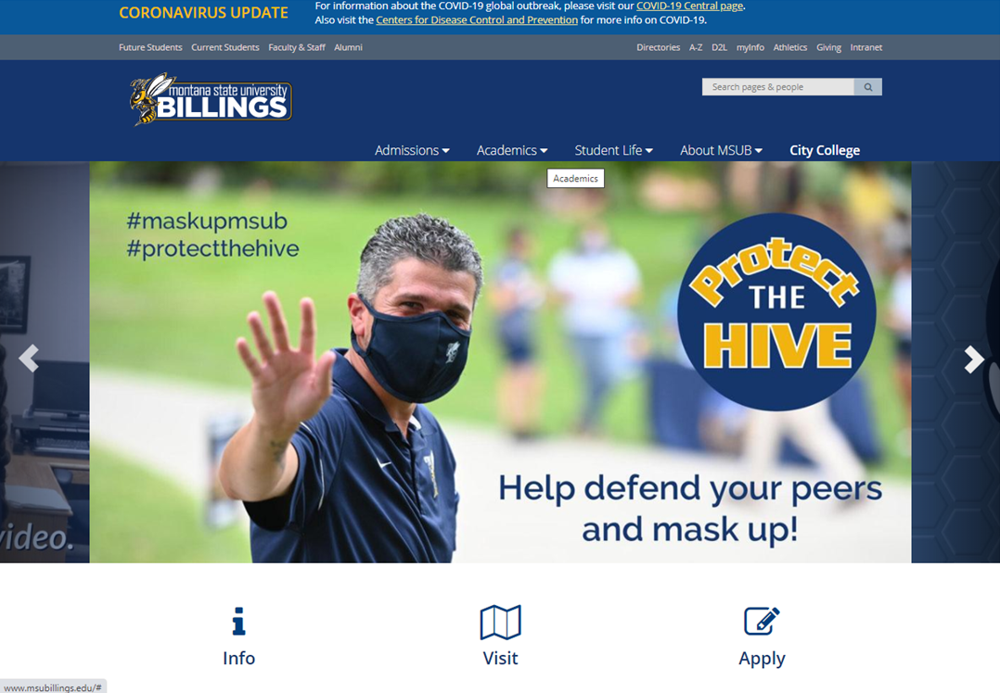 CORONAVIRUS UPDATE
For information about the COVID-19 global outbreak, please visit our COVID-19 Central page.
Also visit the Centers for Disease Control and Prevention for more info on COVID-19.
Future Students Current Students Faculty & Staff Alumni Directories A-Z D2L myInfo Athletics Giving Intranet
montana state university
BILLINGS
Search pages & people
Admissions Academics Student Life About MSUB City College
Academics
#maskupmsub
#protectthehive
Protect
THE
HIVE
Help defend your peers
and mask up!
video.
Info Visit Apply
www.msubillings.edu/#